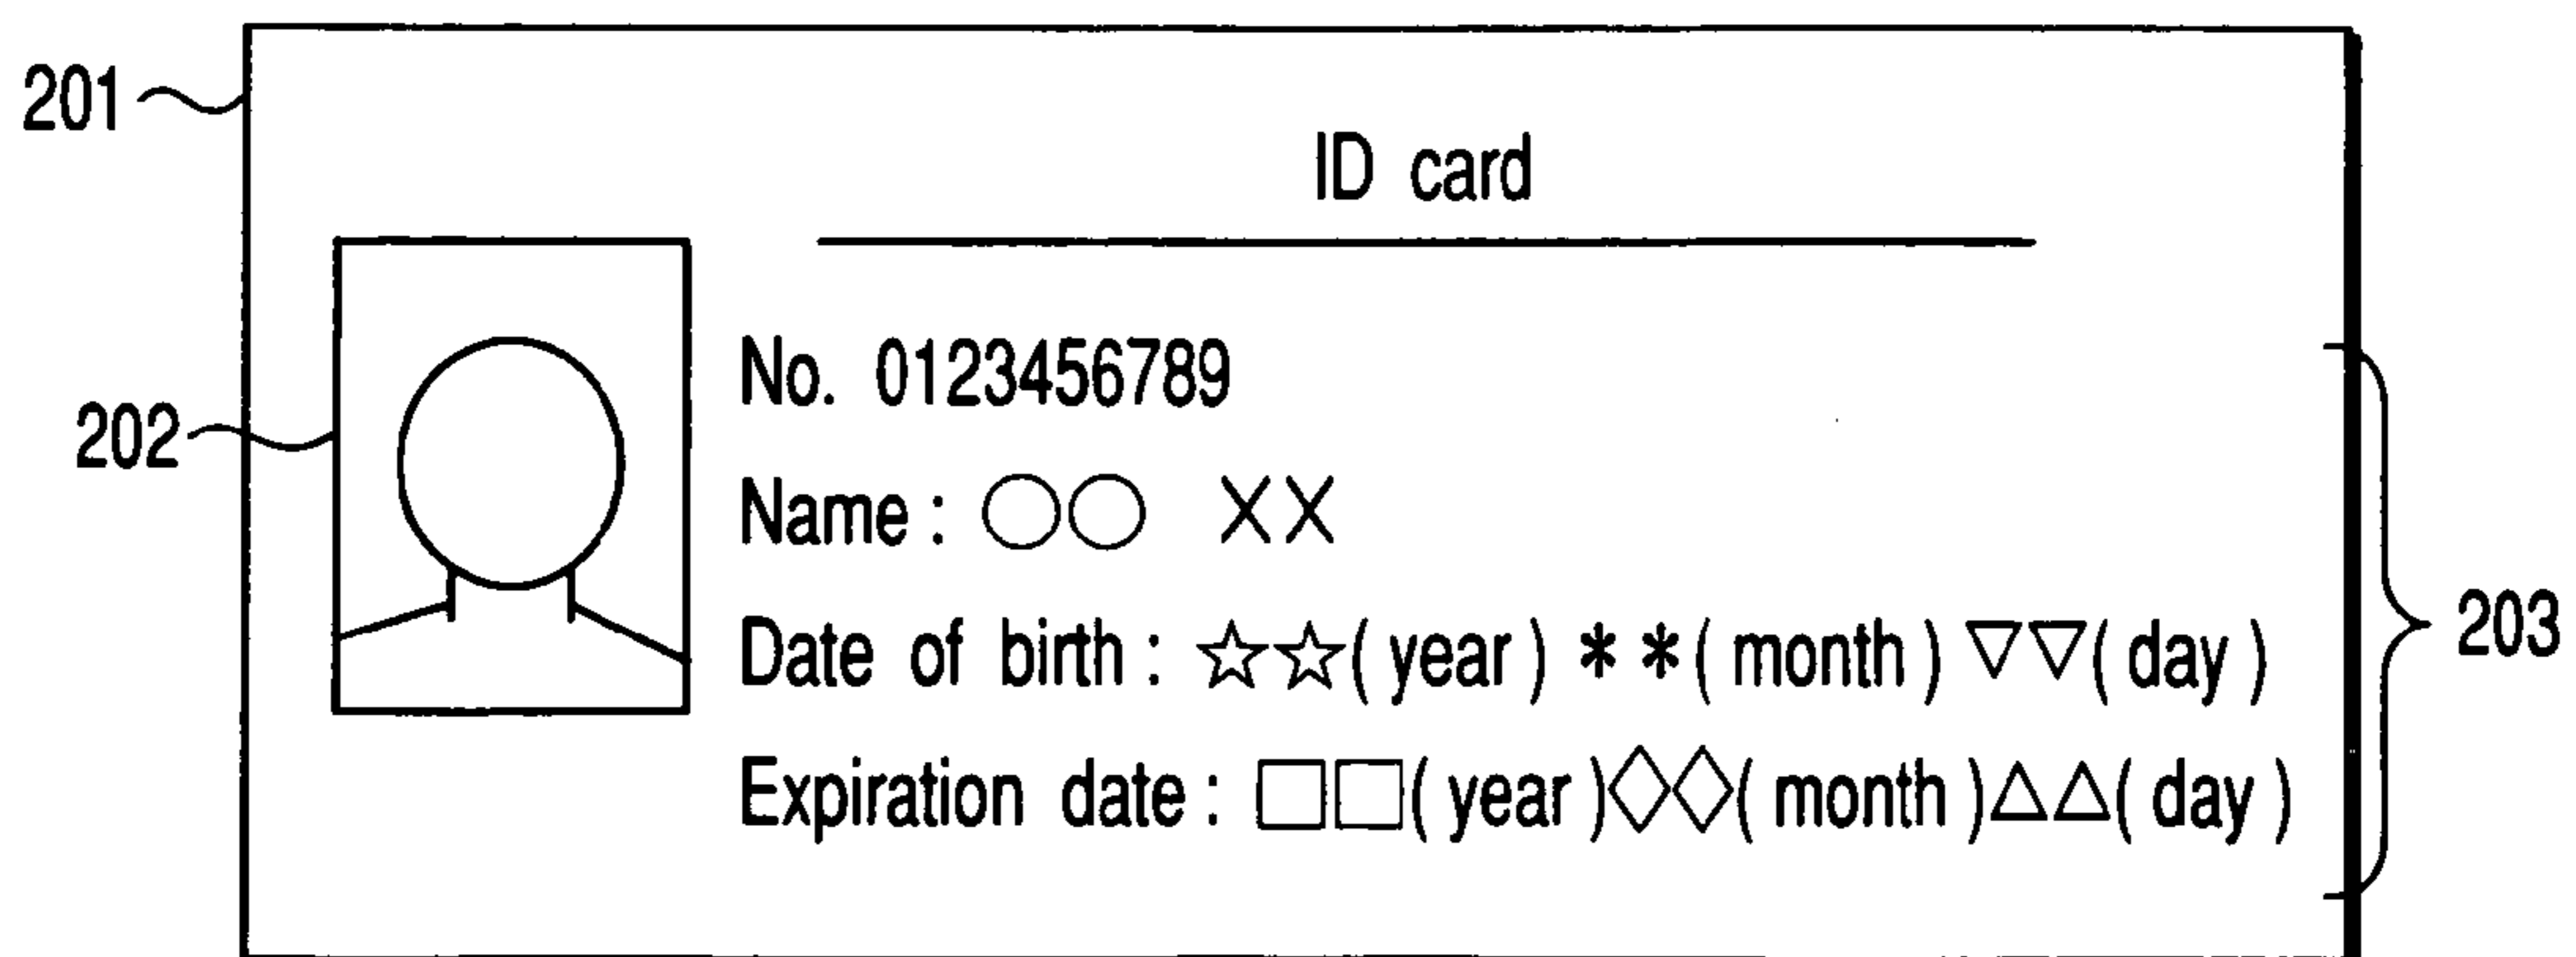 201
ID card
No. 0123456789
202
Name : ○○ ××
Date of birth : ☆☆( year ) * *( month ) ▽▽( day )
203
Expiration date : □□( year )◇◇( month )△△( day )